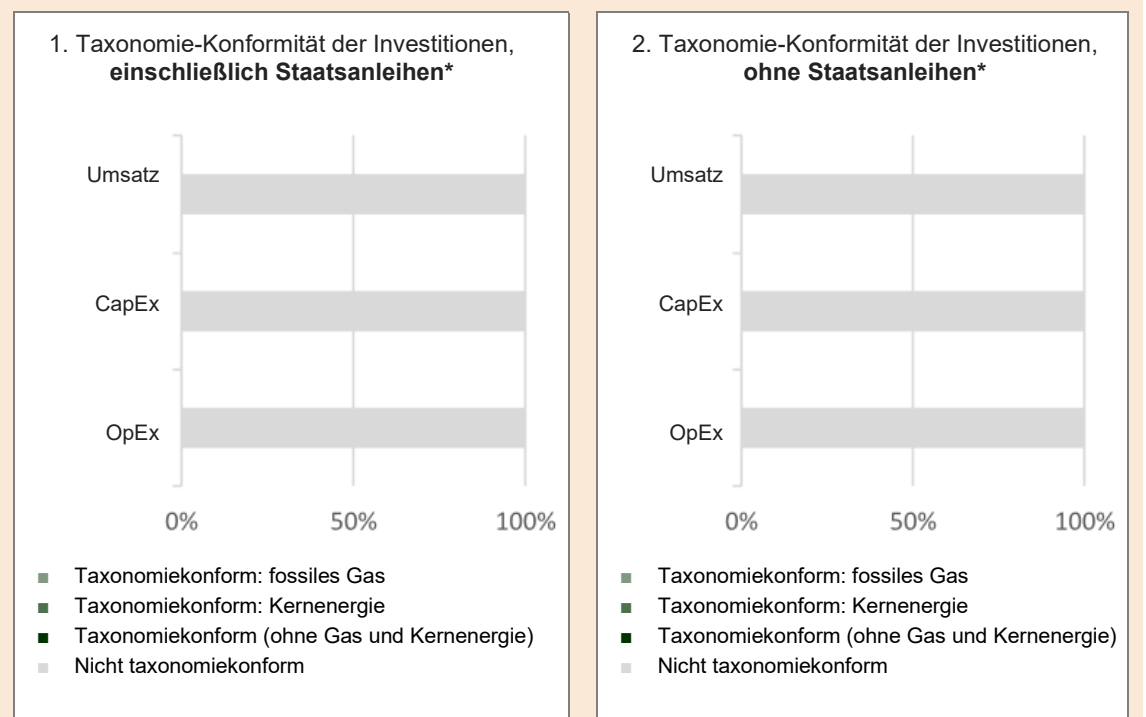 1. Taxonomie-Konformität der Investitionen,
einschließlich Staatsanleihen*
Umsatz
CapEx
OpEx
0% 50% 100%
Taxonomiekonform: fossiles Gas
Taxonomiekonform: Kernenergie
Taxonomiekonform (ohne Gas und Kernenergie)
Nicht taxonomiekonform
2. Taxonomie-Konformität der Investitionen,
ohne Staatsanleihen*
Umsatz
CapEx
OpEx
0% 50% 100%
Taxonomiekonform: fossiles Gas
Taxonomiekonform: Kernenergie
Taxonomiekonform (ohne Gas und Kernenergie)
Nicht taxonomiekonform